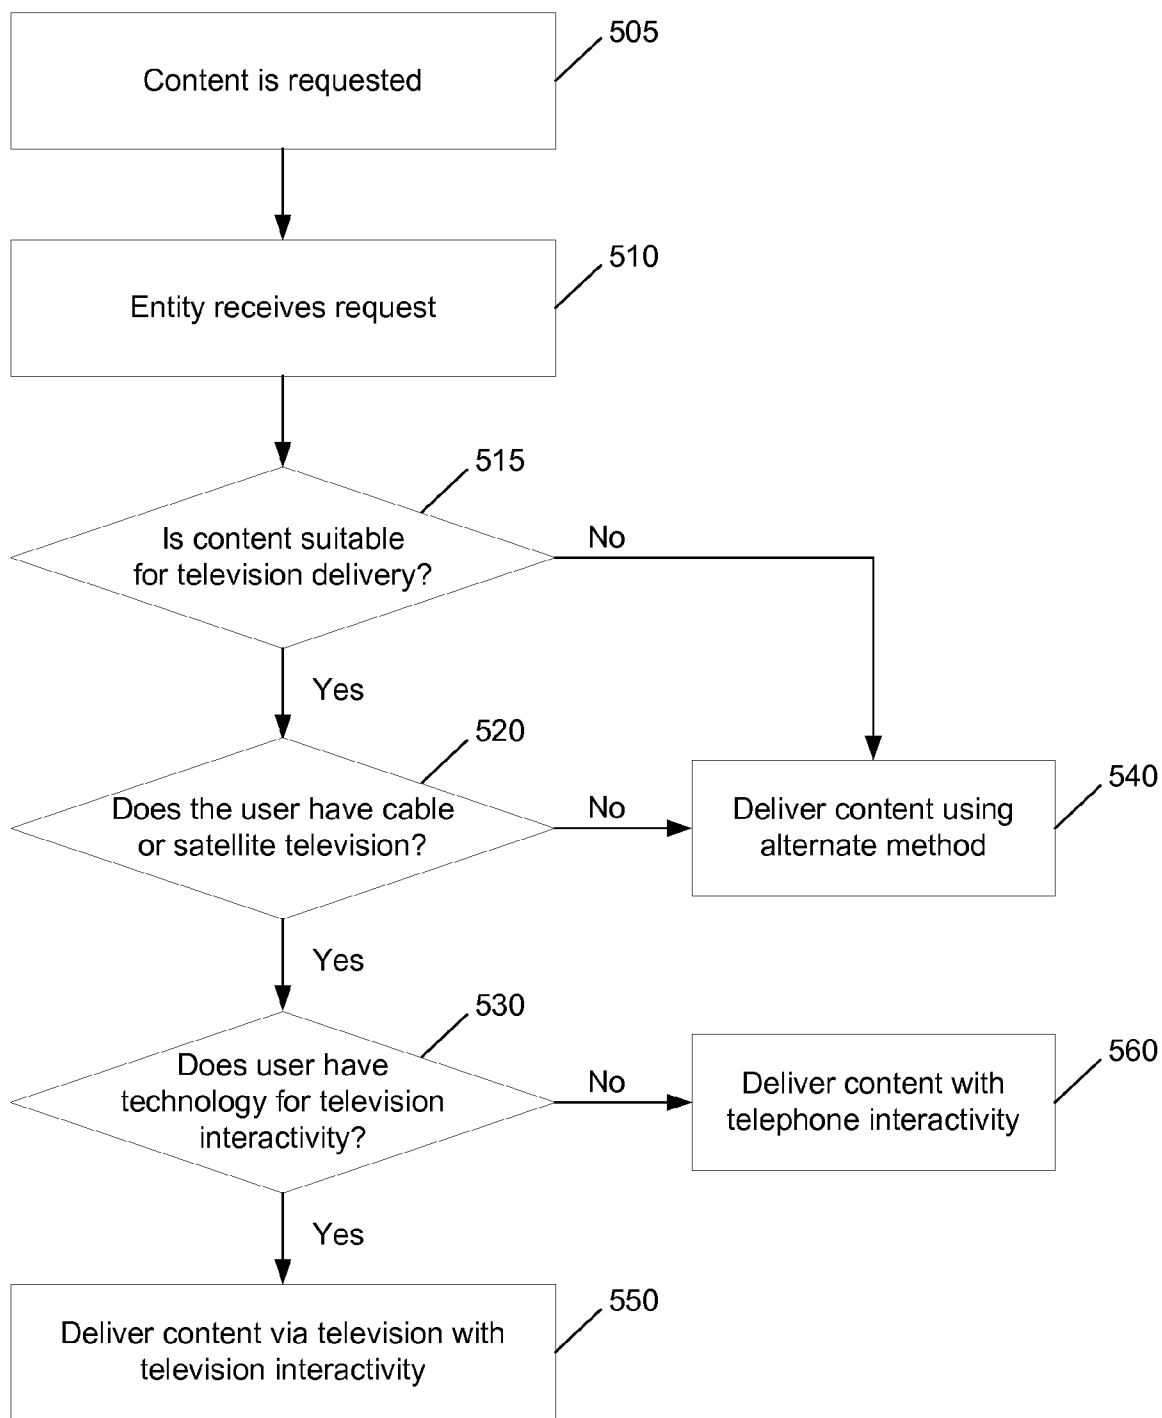 505
Content is requested
510
Entity receives request
515
Is content suitable
for television delivery?
No
Yes
520
Does the user have cable
or satellite television?
No
540
Deliver content using
alternate method
Yes
530
Does user have
technology for television
interactivity?
No
560
Deliver content with
telephone interactivity
Yes
550
Deliver content via television with
television interactivity